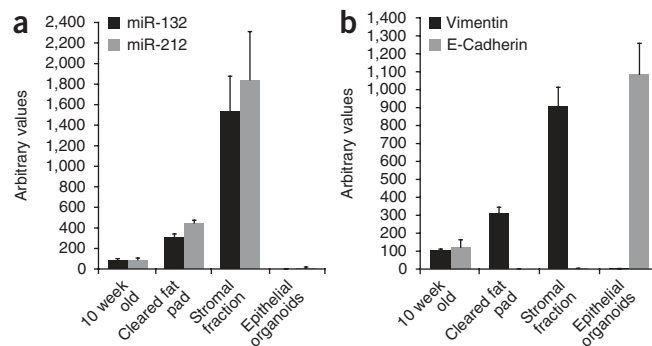 a
miR-132
miR-212
Arbitrary values
2,400
2,200
2,000
1,800
1,600
1,400
1,200
1,000
800
600
400
200
0
10 week
old
Cleared fat
pad
Stromal
fraction
Epithelial
organoids
b
Vimentin
E-Cadherin
Arbitrary values
1,400
1,300
1,200
1,100
1,000
900
800
700
600
500
400
300
200
100
0
10 week
old
Cleared fat
pad
Stromal
fraction
Epithelial
organoids